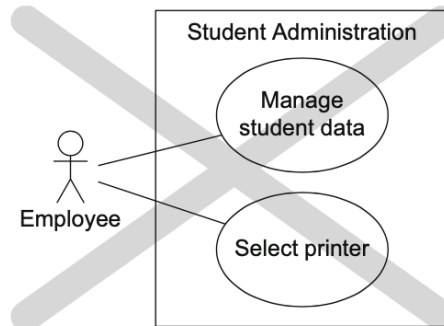 Student Administration
Manage
student data
Employee
Select printer